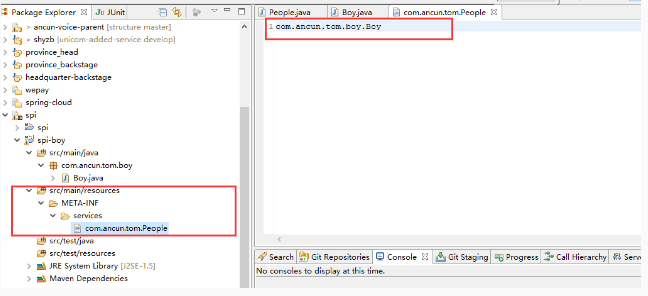 Package Explorer
JUnit
> ancun-voice-parent [structure master]
> shyzb [unicom-added-service develop]
province_head
province_backstage
headquarter-backstage
wepay
spring-cloud
spi
spi
spi-boy
src/main/java
com.ancun.tom.boy
Boy.java
src/main/resources
META-INF
services
com.ancun.tom.People
src/test/java
src/test/resources
JRE System Library [J2SE-1.5]
Maven Dependencies
People.java
Boy.java
com.ancun.tom.People
1 com.ancun.tom.boy.Boy
Search
Git Repositories
Console
Git Staging
Progress
Call Hierarchy
Serve
No consoles to display at this time.